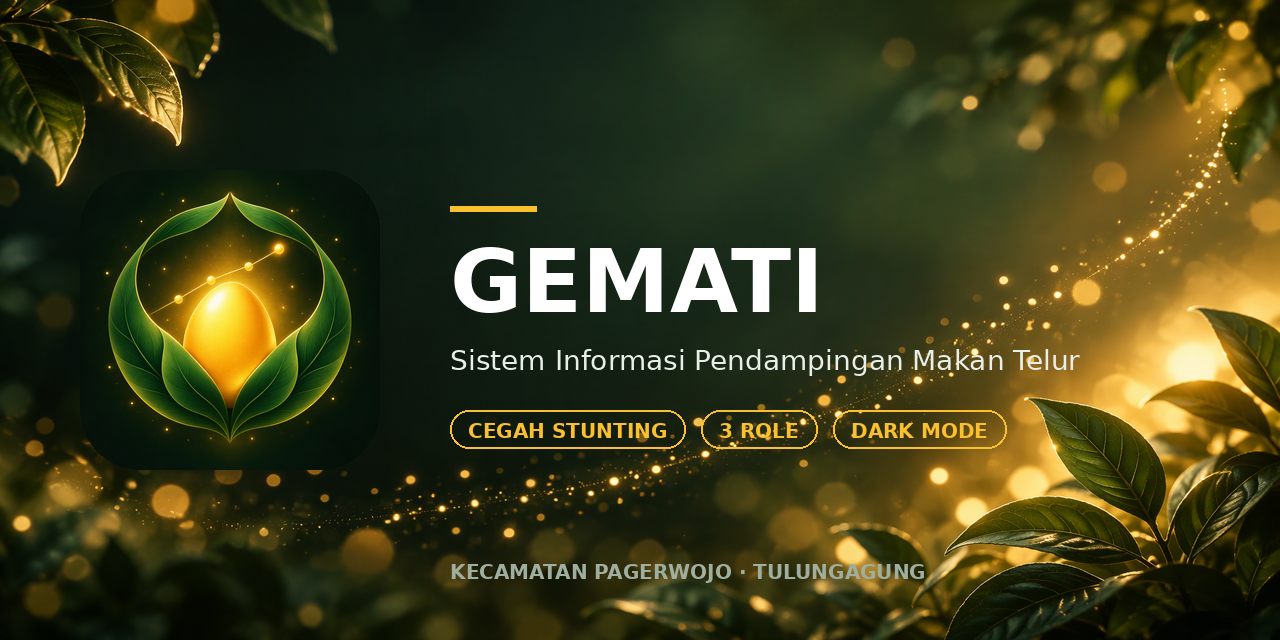 GEMATI
Sistem Informasi Pendampingan Makan Telur
CEGAH STUNTING 3 ROLE DARK MODE
KECAMATAN PAGERWOJO · TULUNGAGUNG